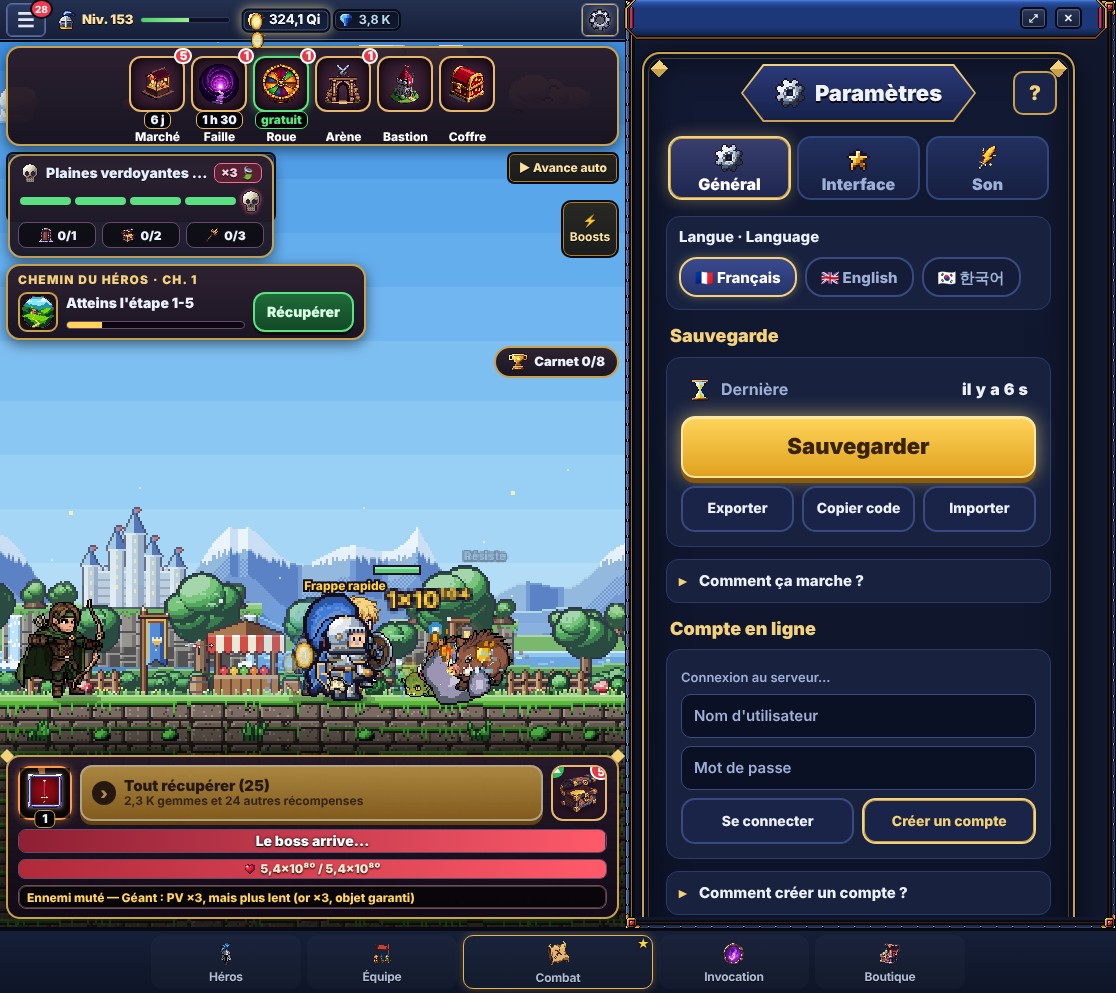 28
Niv. 153
324,1 Qi
3,8 K
5
1
1
1
6 j
1 h 30
gratuit
Marché
Faille
Roue
Arène
Bastion
Coffre
Plaines verdoyantes ...
×3
0/1
0/2
0/3
Avance auto
Boosts
CHEMIN DU HÉROS · CH. 1
Atteins l'étape 1-5
Récupérer
Carnet 0/8
Résiste
Frappe rapide
1
Tout récupérer (25)
2,3 K gemmes et 24 autres récompenses
5
Le boss arrive...
5,4×10⁸⁰ / 5,4×10⁸⁰
Ennemi muté — Géant : PV ×3, mais plus lent (or ×3, objet garanti)
Paramètres
?
Général
Interface
Son
Langue · Language
Français
English
한국어
Sauvegarde
Dernière
il y a 6 s
Sauvegarder
Exporter
Copier code
Importer
Comment ça marche ?
Compte en ligne
Connexion au serveur...
Nom d'utilisateur
Mot de passe
Se connecter
Créer un compte
Comment créer un compte ?
Héros
Équipe
Combat
Invocation
Boutique